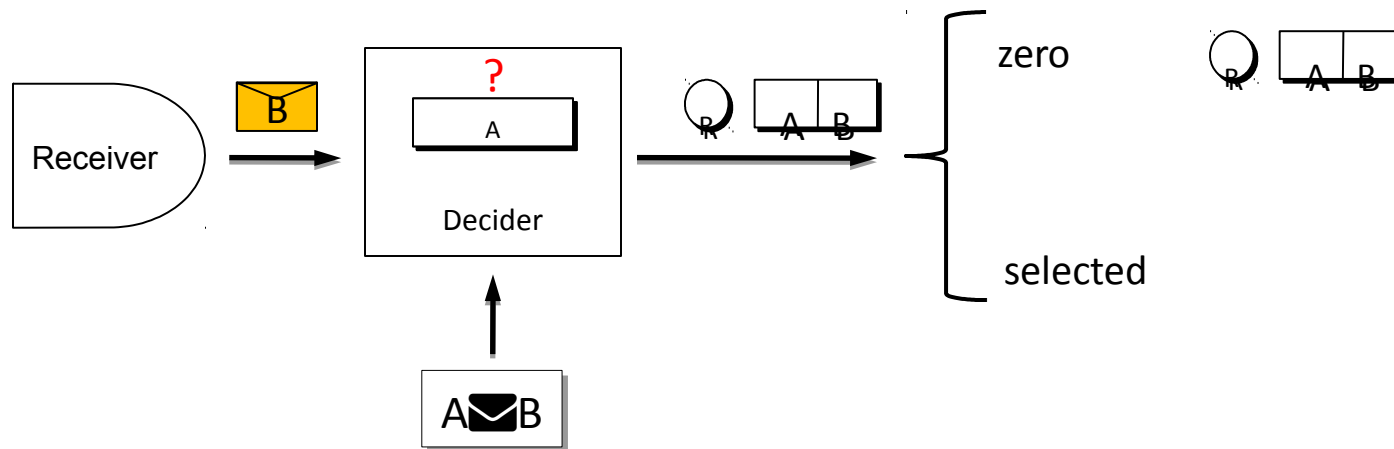 Receiver
B
?
A
Decider
A B
R A B
zero
selected
R A B